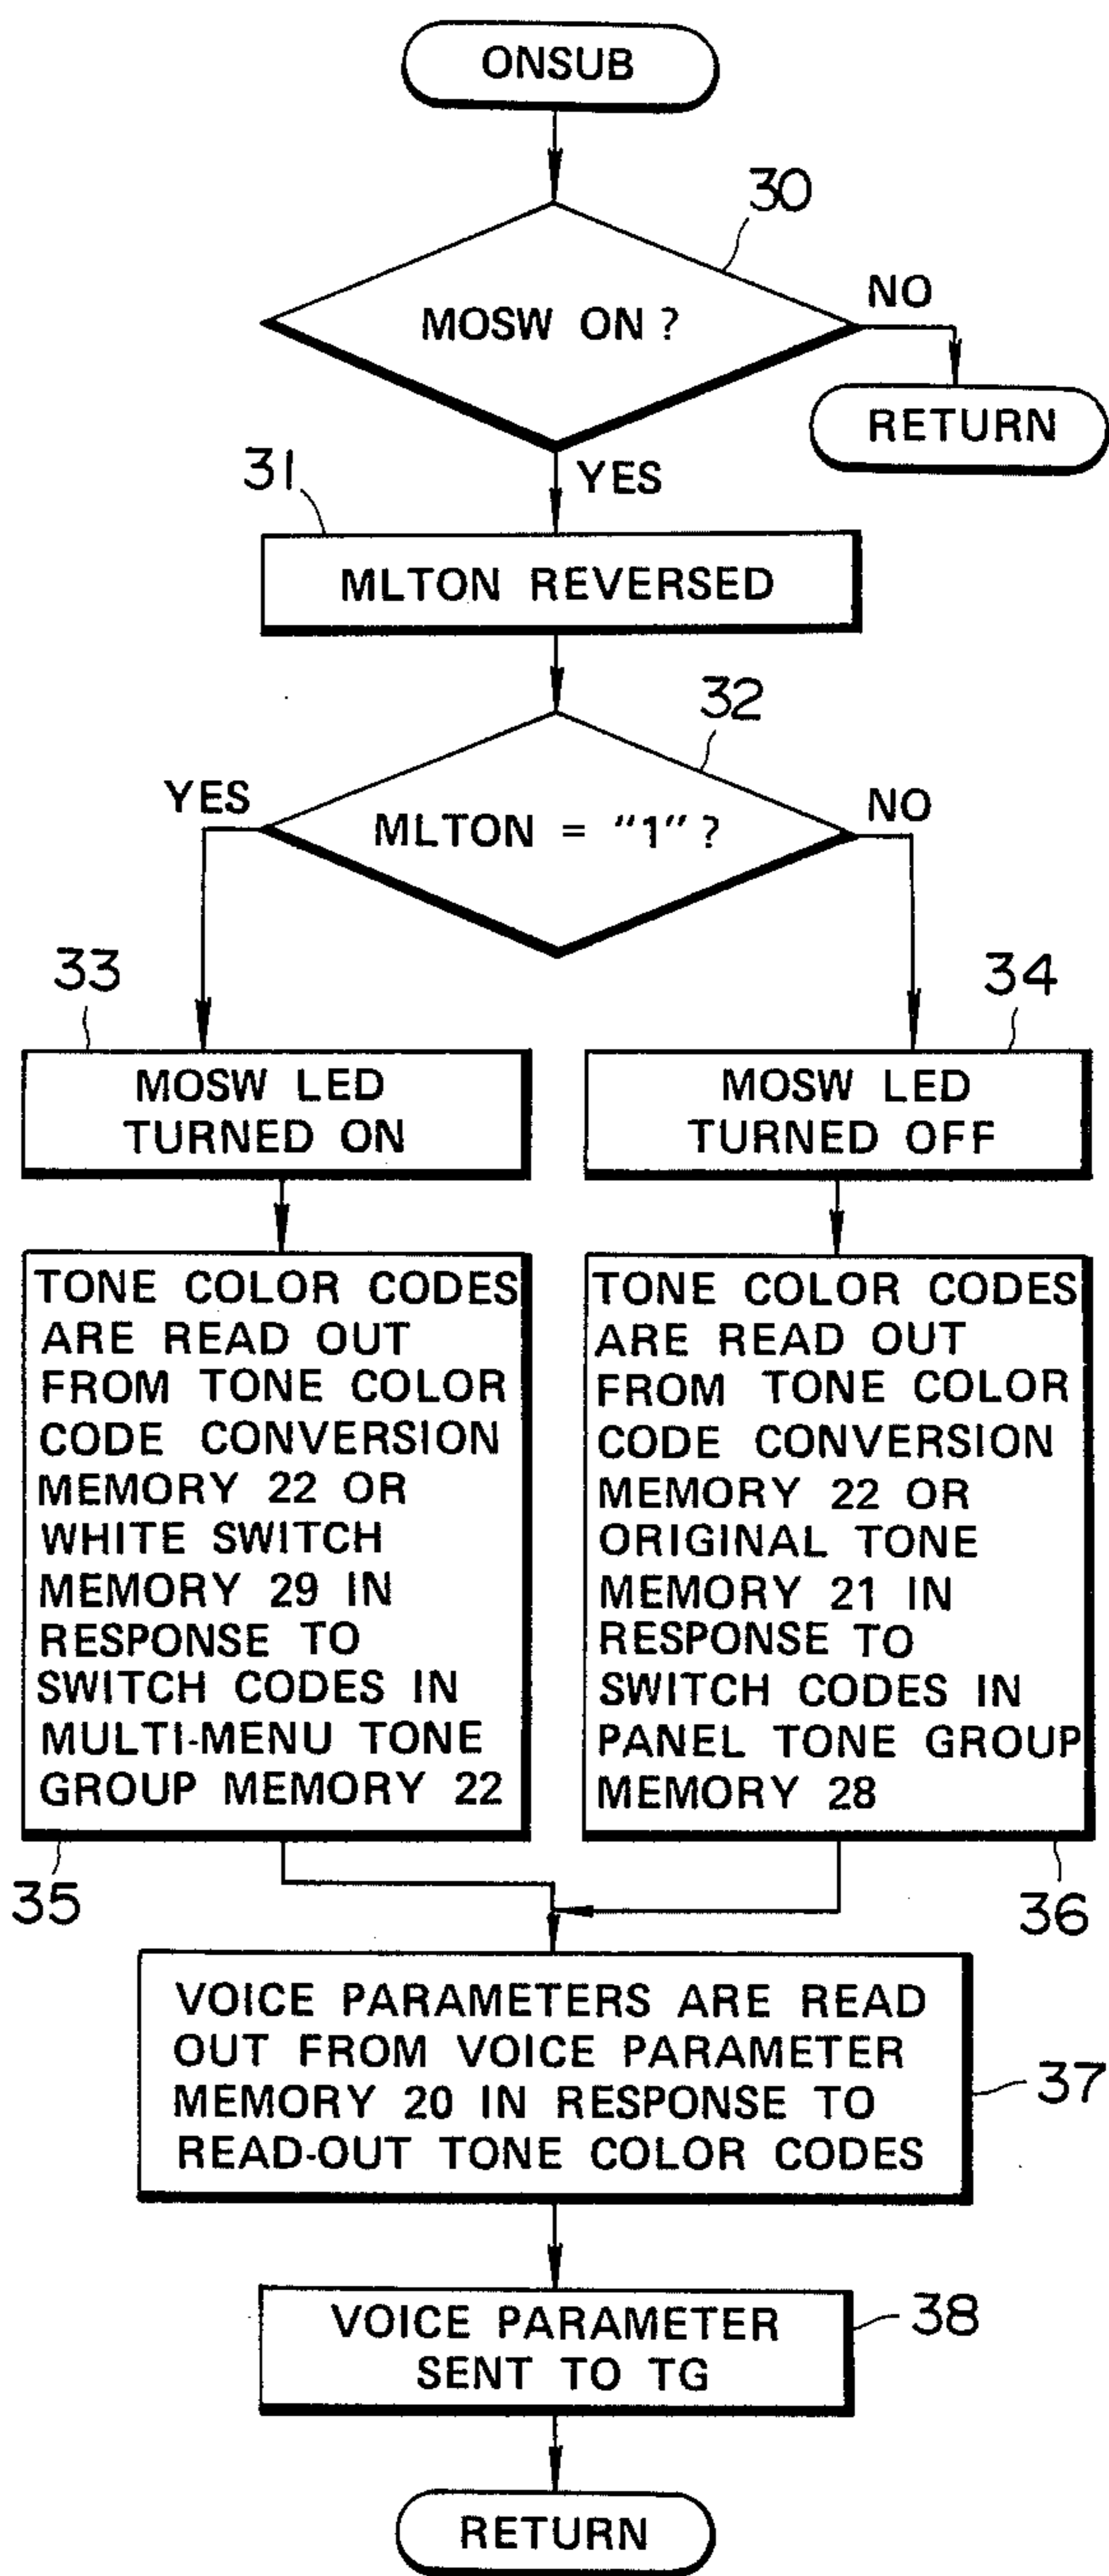 ONSUB
30
MOSW ON ?
NO
RETURN
YES
31
MLTON REVERSED
32
YES
MLTON = "1" ?
NO
33
MOSW LED
TURNED ON
34
MOSW LED
TURNED OFF
TONE COLOR CODES
ARE READ OUT
FROM TONE COLOR
CODE CONVERSION
MEMORY 22 OR
WHITE SWITCH
MEMORY 29 IN
RESPONSE TO
SWITCH CODES IN
MULTI-MENU TONE
GROUP MEMORY 22
35
TONE COLOR CODES
ARE READ OUT
FROM TONE COLOR
CODE CONVERSION
MEMORY 22 OR
ORIGINAL TONE
MEMORY 21 IN
RESPONSE TO
SWITCH CODES IN
PANEL TONE GROUP
MEMORY 28
36
VOICE PARAMETERS ARE READ
OUT FROM VOICE PARAMETER
MEMORY 20 IN RESPONSE TO
READ-OUT TONE COLOR CODES
37
VOICE PARAMETER
SENT TO TG
38
RETURN